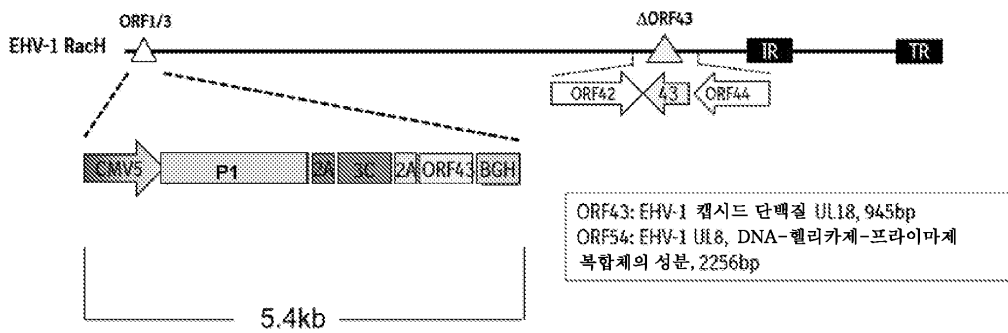 ORF1/3
ΔORF43
EHV-1 RacH
IR
TR
ORF42
43
ORF44
CMV5
P1
2A
3C
2A
ORF43
BGH
ORF43: EHV-1 캡시드 단백질 UL18, 945bp
ORF54: EHV-1 UL8, DNA-헬리카제-프라이마제
복합체의 성분, 2256bp
5.4kb